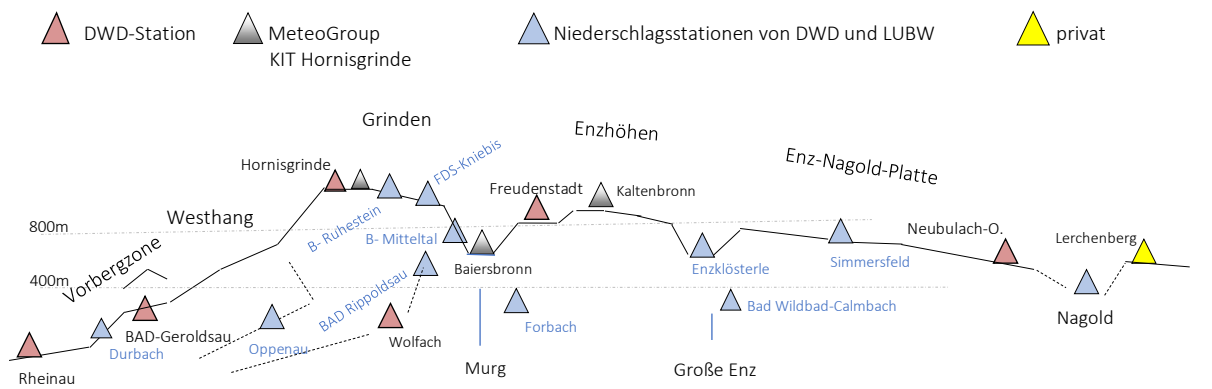 DWD-Station
MeteoGroup
KIT Hornisgrinde
Niederschlagsstationen von DWD und LUBW
privat
Grinden
Enzhöhen
Enz-Nagold-Platte
Westhang
Vorbergzone
Hornisgrinde
FDS-Kniebis
Freudenstadt
Kaltenbronn
800m
B- Ruhestein
B- Mitteltal
Neubulach-O.
Lerchenberg
Baiersbronn
Enzklösterle
Simmersfeld
400m
BAD Rippoldsau
BAD-Geroldsau
Durbach
Oppenau
Wolfach
Forbach
Bad Wildbad-Calmbach
Nagold
Rheinau
Murg
Große Enz